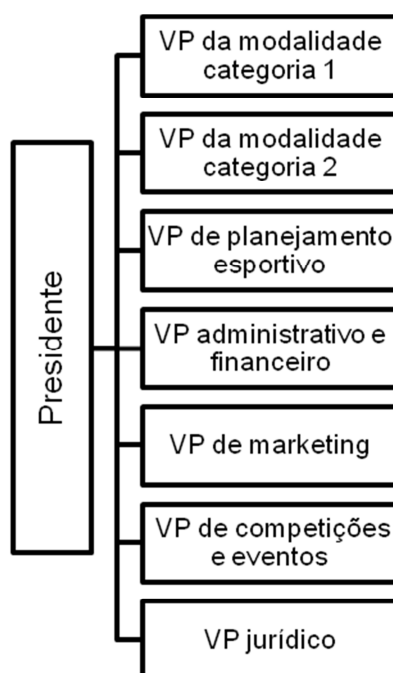 Presidente
VP da modalidade
categoria 1
VP da modalidade
categoria 2
VP de planejamento
esportivo
VP administrativo e
financeiro
VP de marketing
VP de competições
e eventos
VP jurídico